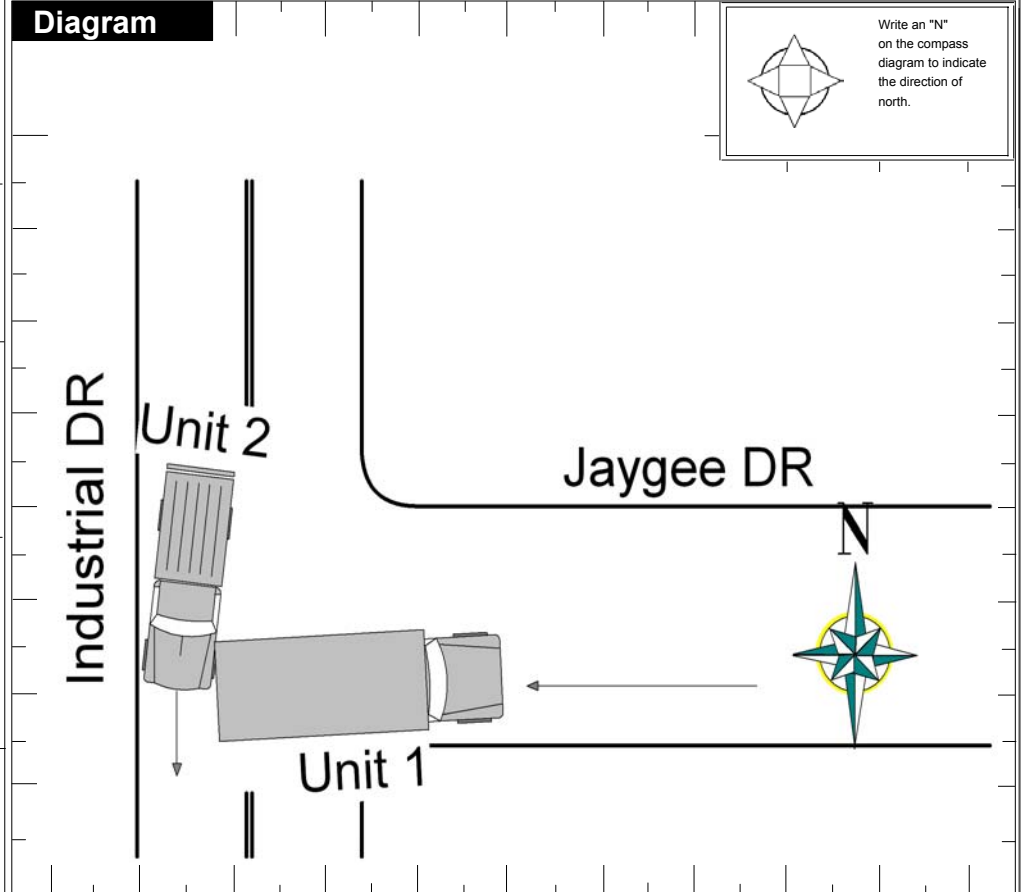 Diagram
Write an "N"
on the compass
diagram to indicate
the direction of
north.
Industrial DR
Unit 2
Jaygee DR
N
Unit 1